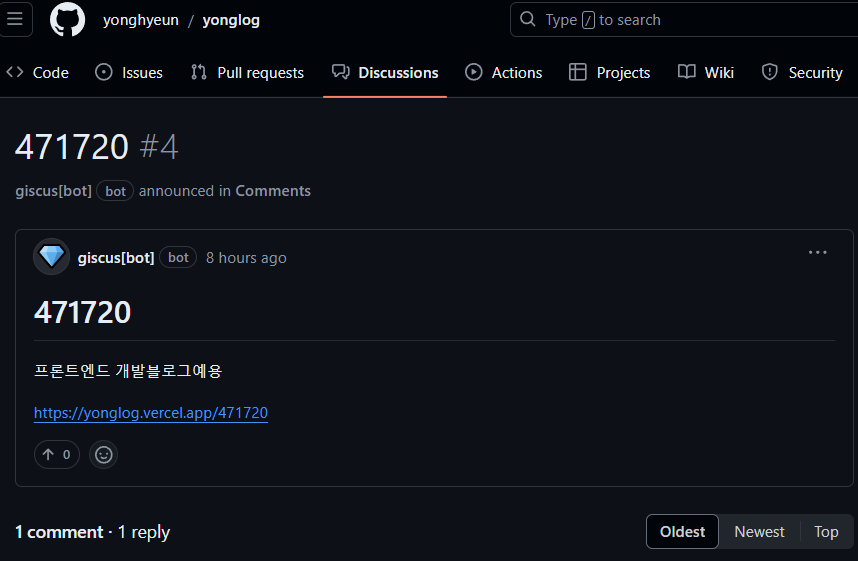 yonghyeun / yonglog
Type / to search
Code Issues Pull requests Discussions Actions Projects Wiki Security
471720 #4
giscus[bot] bot announced in Comments
giscus[bot] bot 8 hours ago
471720
프론트엔드 개발블로그예용
https://yonglog.vercel.app/471720
0
1 comment · 1 reply
Oldest Newest Top